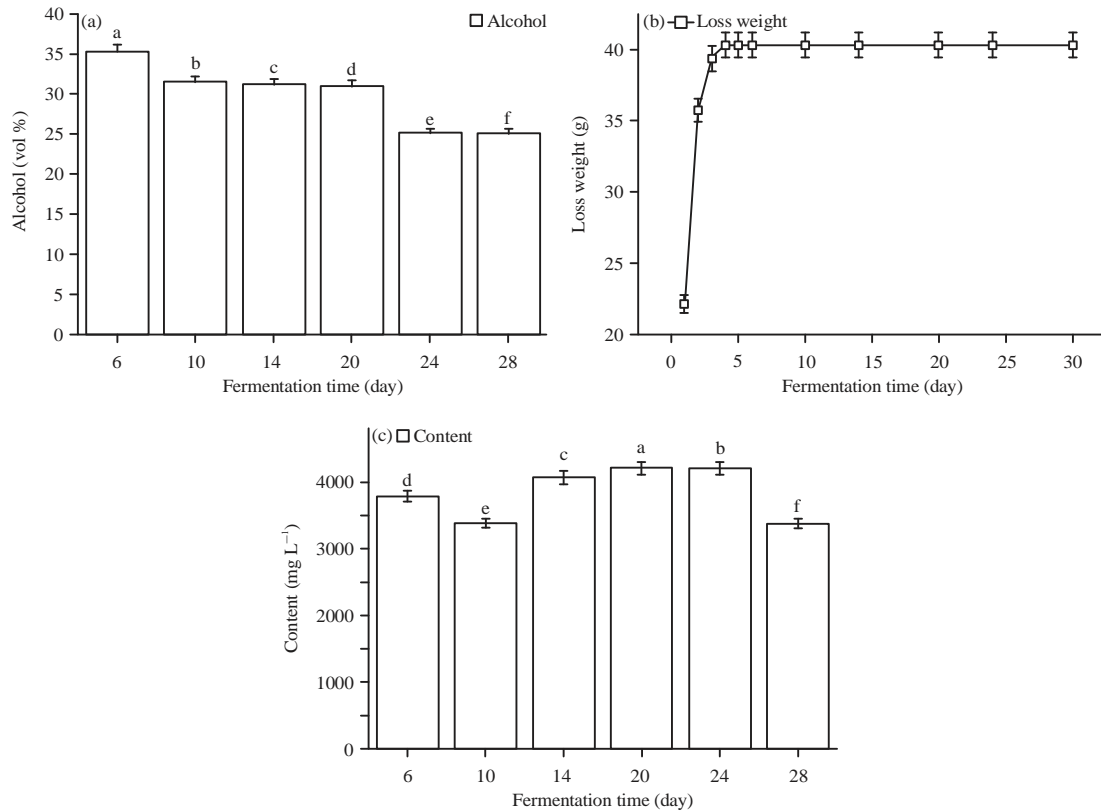 (a)
Alcohol
40
35
30
25
20
15
10
5
0
Alcohol (vol %)
a
b
c
d
e
f
6 10 14 20 24 28
Fermentation time (day)
(b)
Loss weight
40
35
30
25
20
Loss weight (g)
0 5 10 15 20 25 30
Fermentation time (day)
(c) Content
4000
3000
2000
1000
0
Content (mg L⁻¹)
d
e
c
a
b
f
6 10 14 20 24 28
Fermentation time (day)